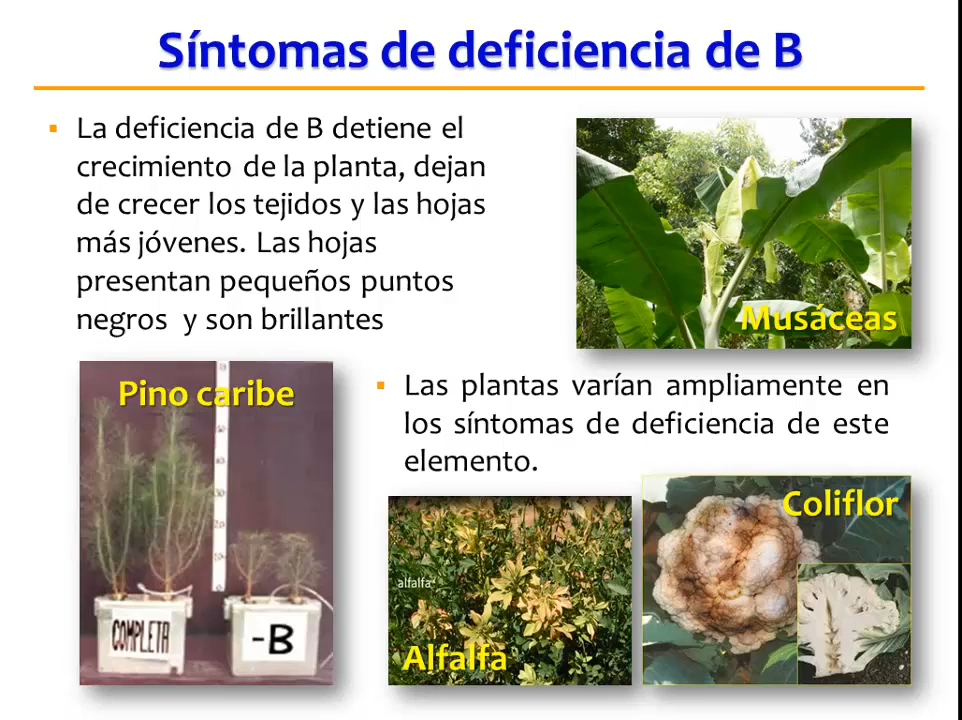 Síntomas de deficiencia de B
▪ La deficiencia de B detiene el
crecimiento de la planta, dejan
de crecer los tejidos y las hojas
más jóvenes. Las hojas
presentan pequeños puntos
negros y son brillantes
Musáceas
Pino caribe
COMPLETA
-B
▪ Las plantas varían ampliamente en
los síntomas de deficiencia de este
elemento.
alfalfa
Alfalfa
Coliflor